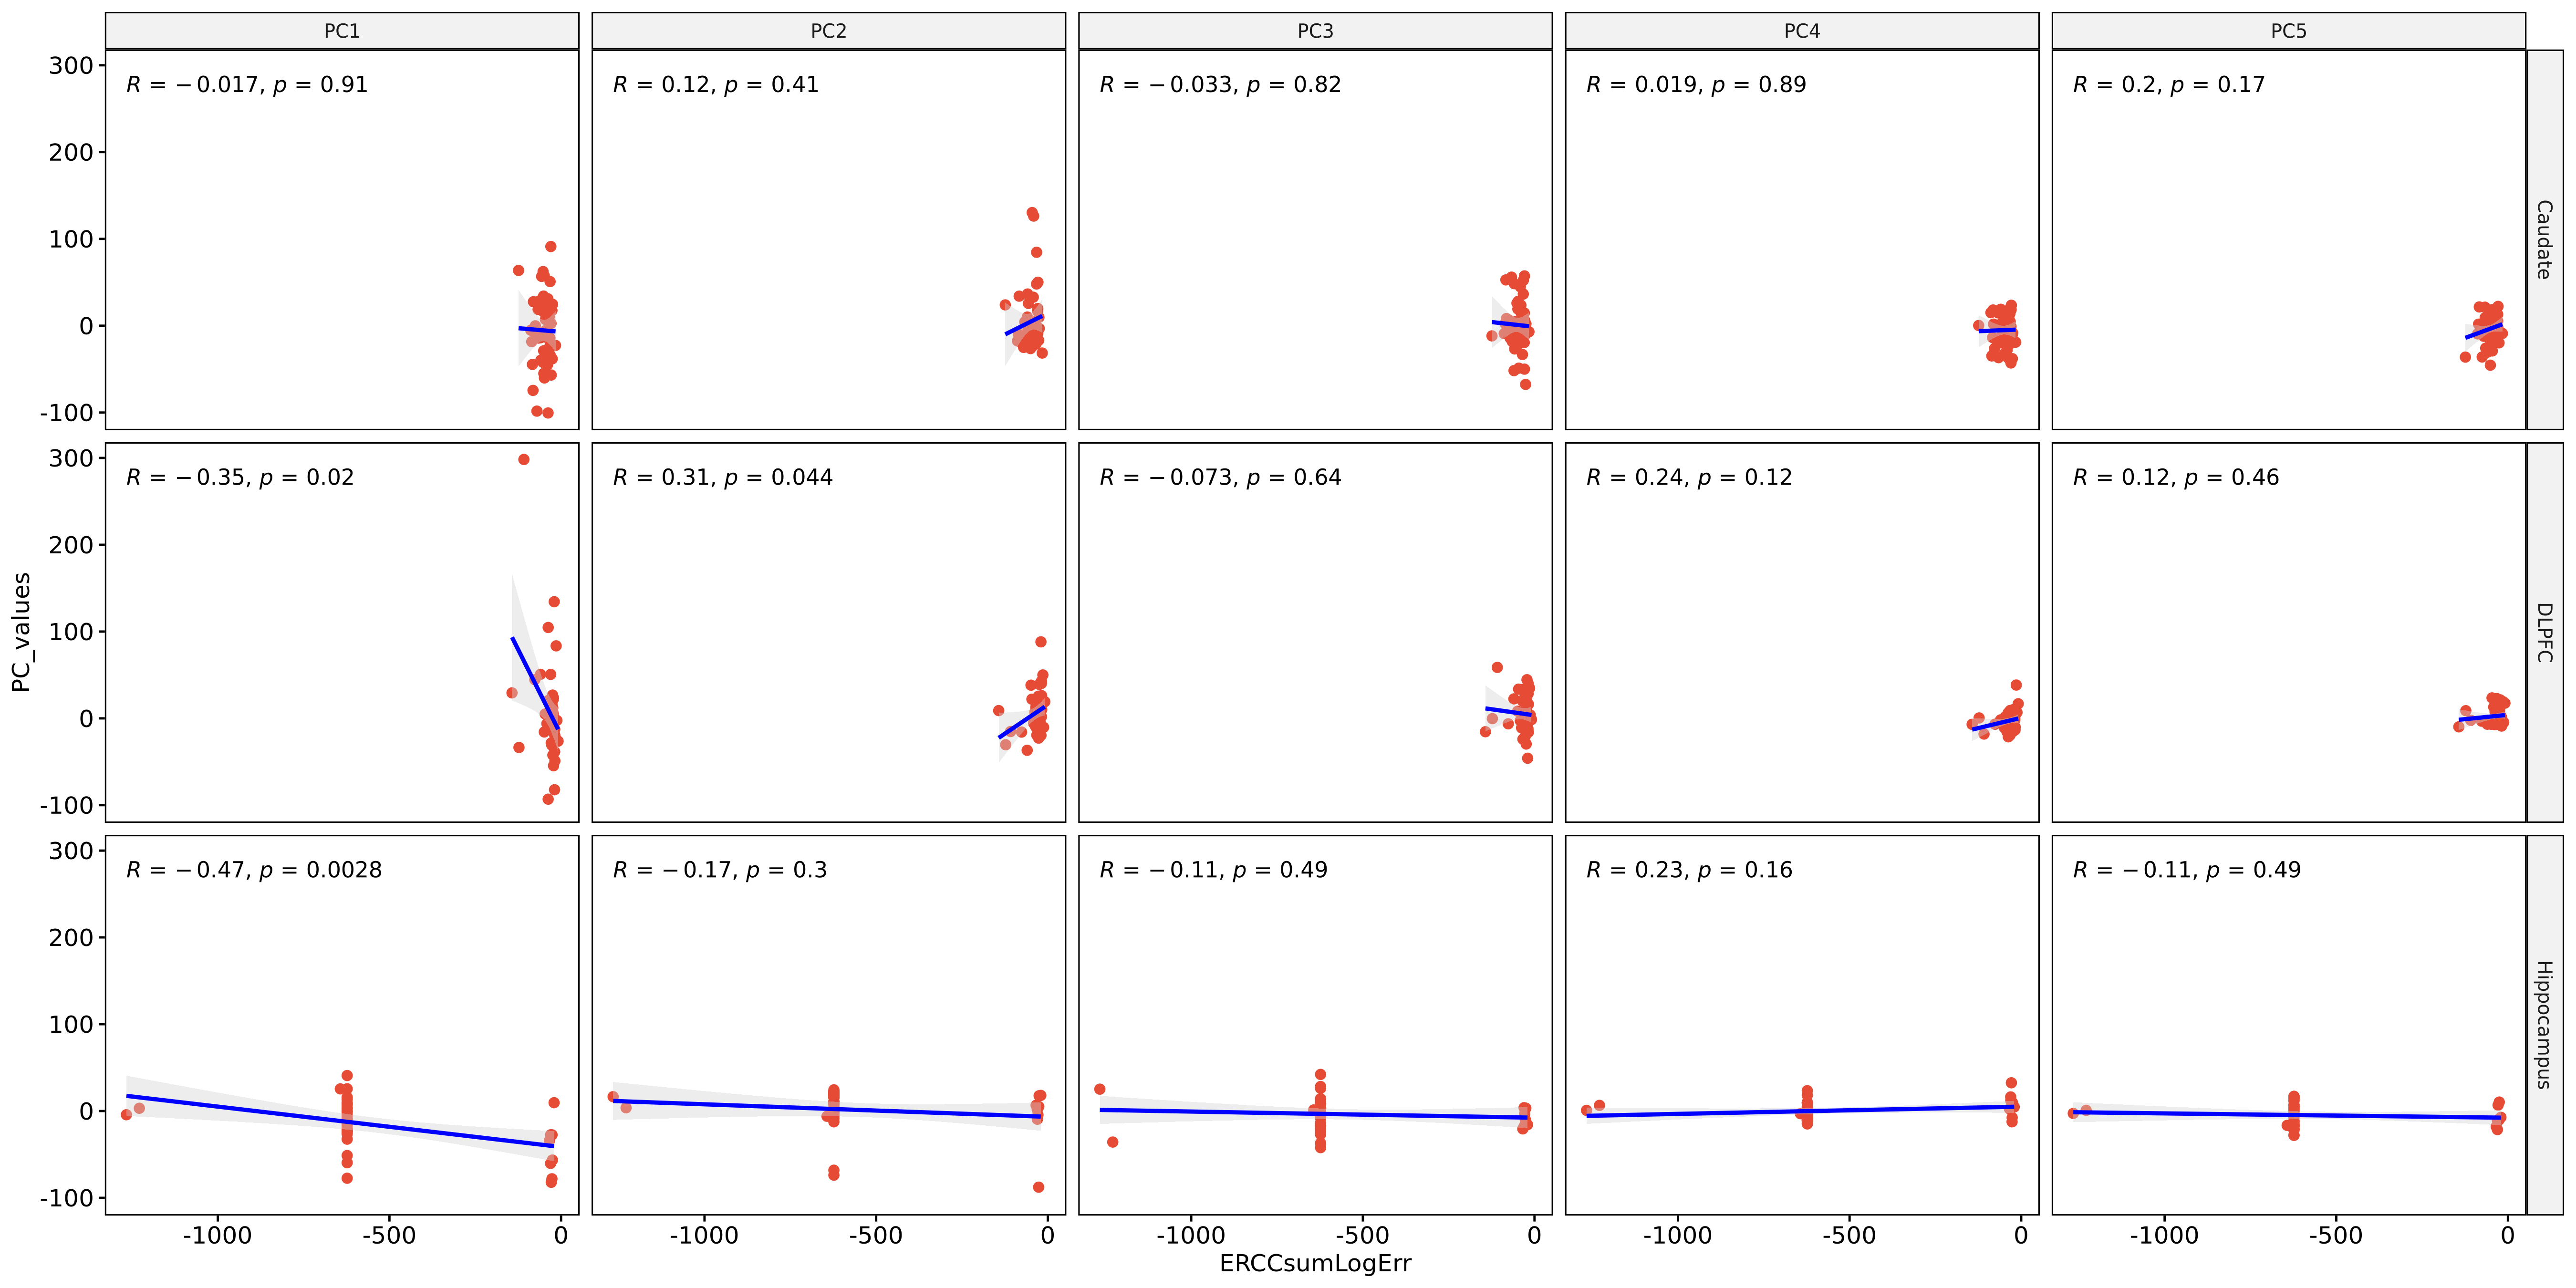 PC1 PC2 PC3 PC4 PC5
300
R = −0.017, p = 0.91
R = 0.12, p = 0.41
R = −0.033, p = 0.82
R = 0.019, p = 0.89
R = 0.2, p = 0.17
200
100
0
-100
Caudate
300
R = −0.35, p = 0.02
R = 0.31, p = 0.044
R = −0.073, p = 0.64
R = 0.24, p = 0.12
R = 0.12, p = 0.46
200
100
0
-100
DLPFC
PC_values
300
R = −0.47, p = 0.0028
R = −0.17, p = 0.3
R = −0.11, p = 0.49
R = 0.23, p = 0.16
R = −0.11, p = 0.49
200
100
0
-100
Hippocampus
-1000 -500 0 -1000 -500 0 -1000 -500 0 -1000 -500 0 -1000 -500 0
ERCCsumLogErr